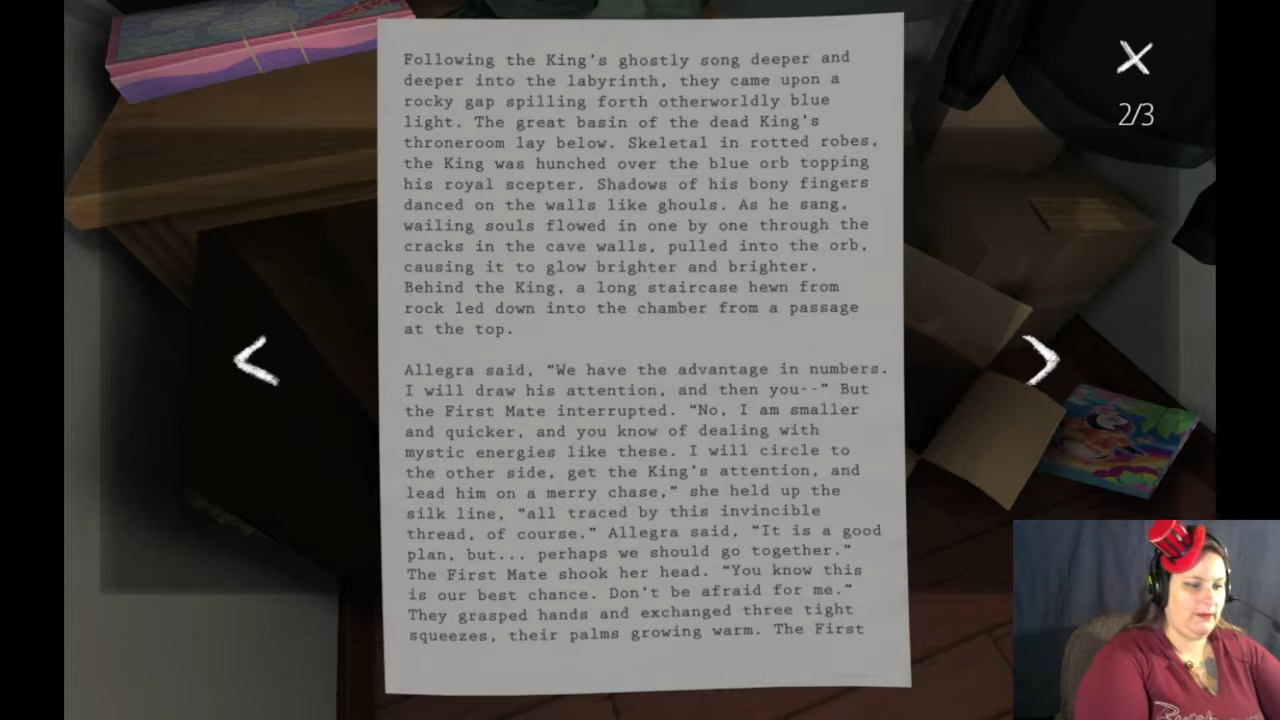 2/3
Following the King's ghostly song deeper and
deeper into the labyrinth, they came upon a
rocky gap spilling forth otherworldly blue
light. The great basin of the dead King's
throneroom lay below. Skeletal in rotted robes,
the King was hunched over the blue orb topping
his royal scepter. Shadows of his bony fingers
danced on the walls like ghouls. As he sang,
wailing souls flowed in one by one through the
cracks in the cave walls, pulled into the orb,
causing it to glow brighter and brighter.
Behind the King, a long staircase hewn from
rock led down into the chamber from a passage
at the top.
Allegra said, "We have the advantage in numbers.
I will draw his attention, and then you--" But
the First Mate interrupted. "No, I am smaller
and quicker, and you know of dealing with
mystic energies like these. I will circle to
the other side, get the King's attention, and
lead him on a merry chase," she held up the
silk line, "all traced by this invincible
thread, of course." Allegra said, "It is a good
plan, but... perhaps we should go together."
The First Mate shook her head. "You know this
is our best chance. Don't be afraid for me."
They grasped hands and exchanged three tight
squeezes, their palms growing warm. The First